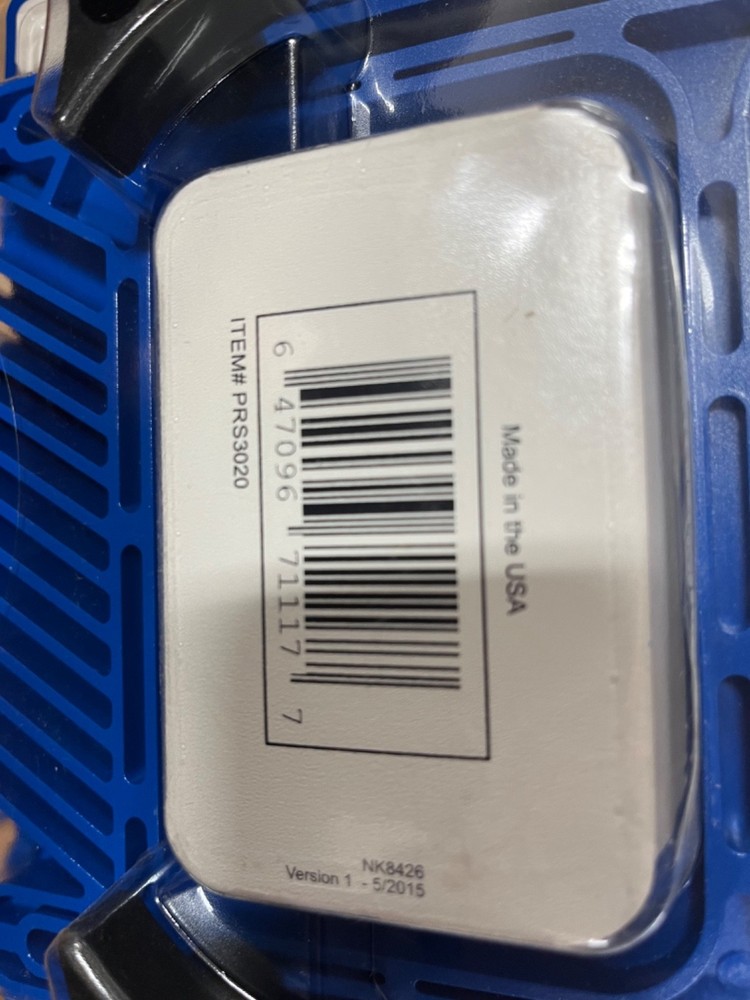 Made in the USA
6 47096 71117 7
ITEM# PRS3020
NK8426
Version 1 - 5/2015